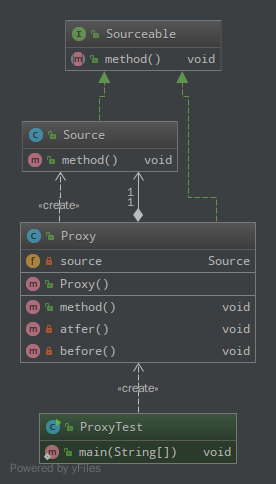 I Sourceable
m method() void
C Source
m method() void
1
1
«create»
C Proxy
f source Source
m Proxy()
m method() void
m atfer() void
m before() void
«create»
C ProxyTest
m main(String[]) void
Powered by yFiles